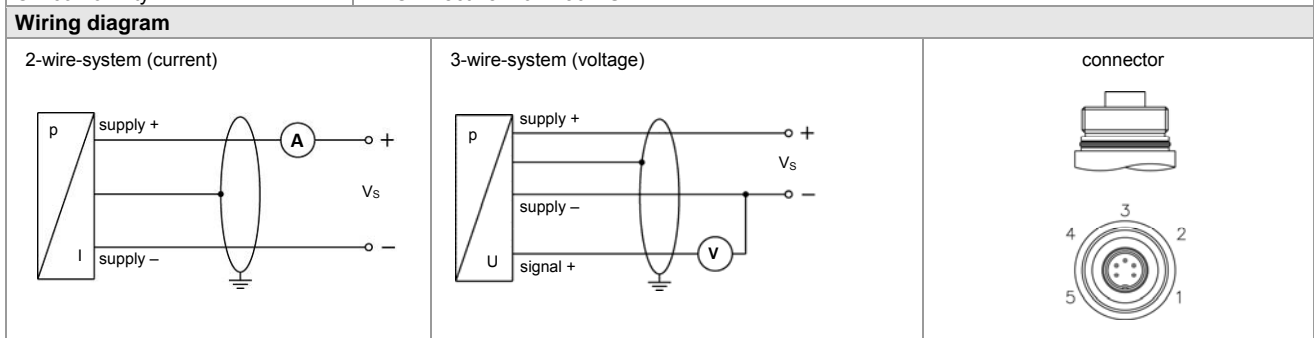 Wiring diagram
2-wire-system (current)
p
supply +
A
+
VS
I
supply –
–
3-wire-system (voltage)
p
supply +
+
VS
–
supply –
U
signal +
V
connector
3
4 2
5 1